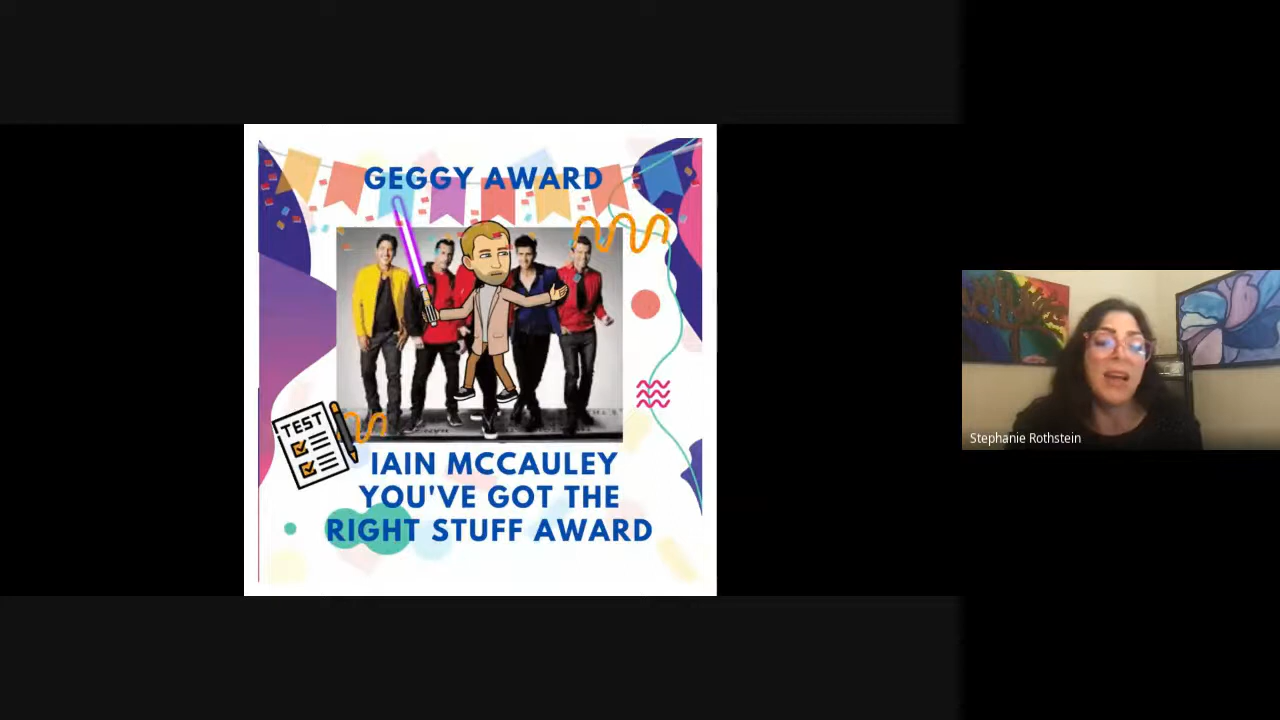 GEGGY AWARD
TEST
IAIN MCCAULEY
YOU'VE GOT THE
RIGHT STUFF AWARD
Stephanie Rothstein